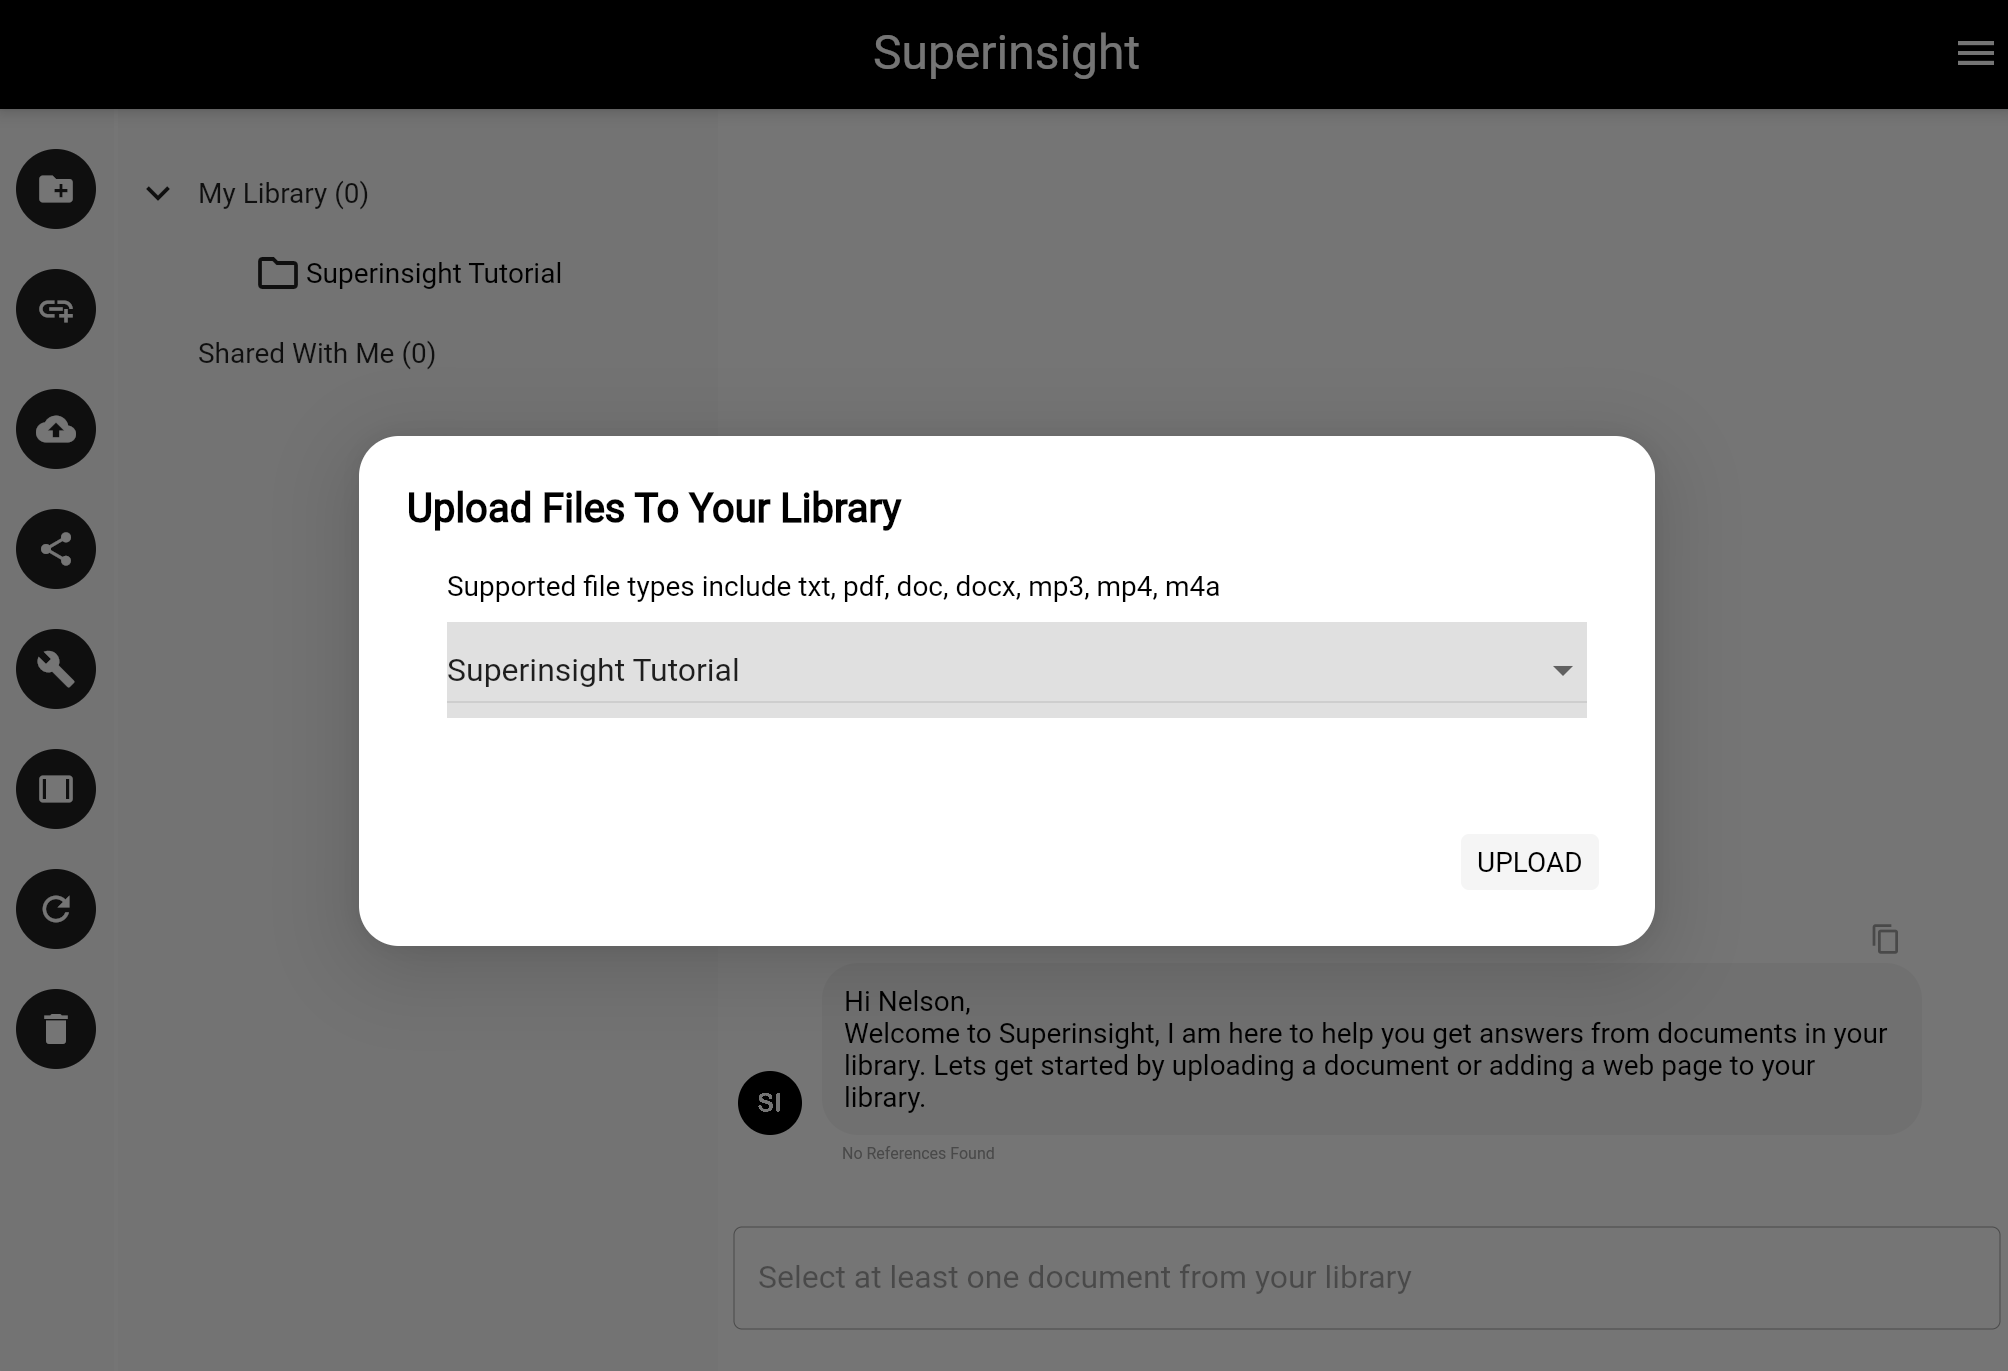 Superinsight
My Library (0)
Superinsight Tutorial
Shared With Me (0)
Upload Files To Your Library
Supported file types include txt, pdf, doc, docx, mp3, mp4, m4a
Superinsight Tutorial
UPLOAD
Hi Nelson,
Welcome to Superinsight, I am here to help you get answers from documents in your
library. Lets get started by uploading a document or adding a web page to your
library.
SI
No References Found
Select at least one document from your library